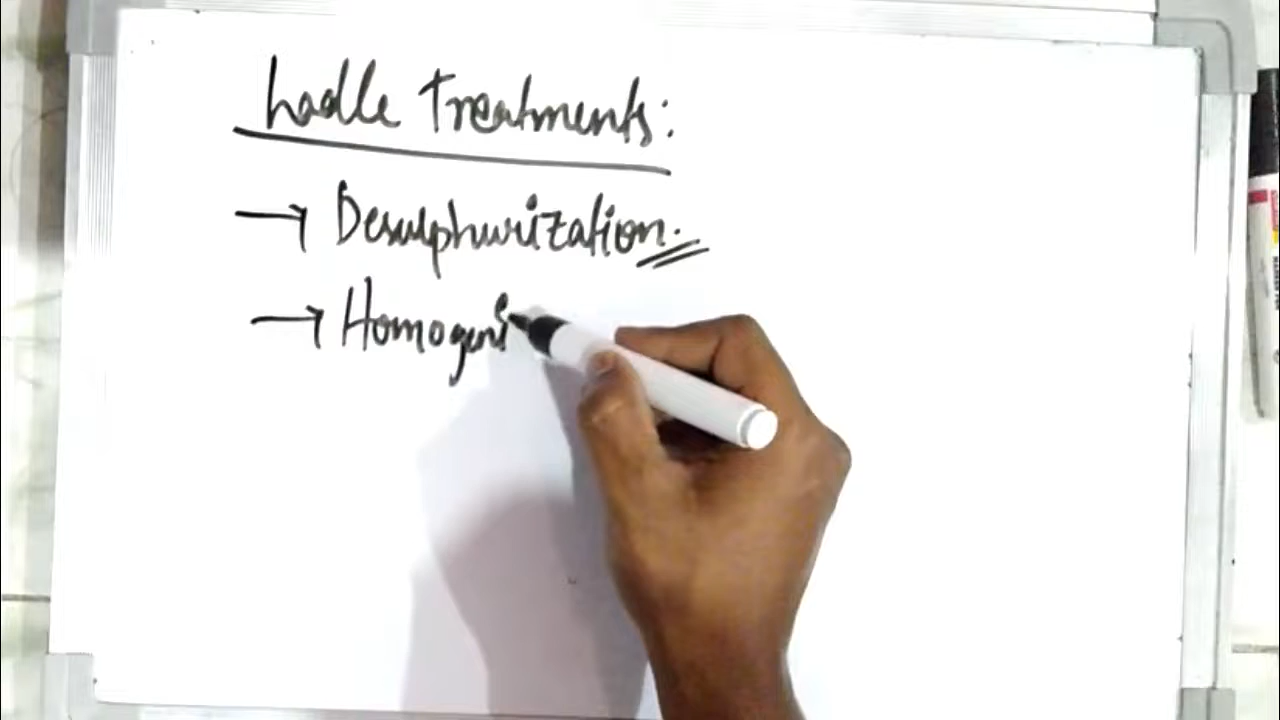 Ladle Treatments:
→ Desulphurization.
→ Homogeni